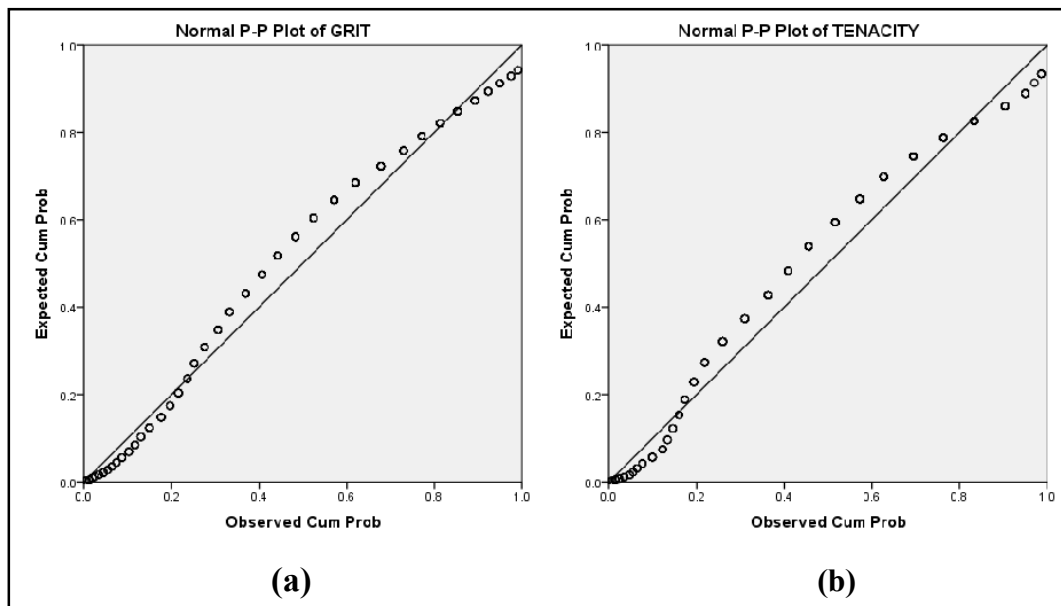 Normal P-P Plot of GRIT
1.0
0.8
0.6
0.4
0.2
0.0
Expected Cum Prob
0.0 0.2 0.4 0.6 0.8 1.0
Observed Cum Prob
(a)
Normal P-P Plot of TENACITY
1.0
0.8
0.6
0.4
0.2
0.0
Expected Cum Prob
0.0 0.2 0.4 0.6 0.8 1.0
Observed Cum Prob
(b)